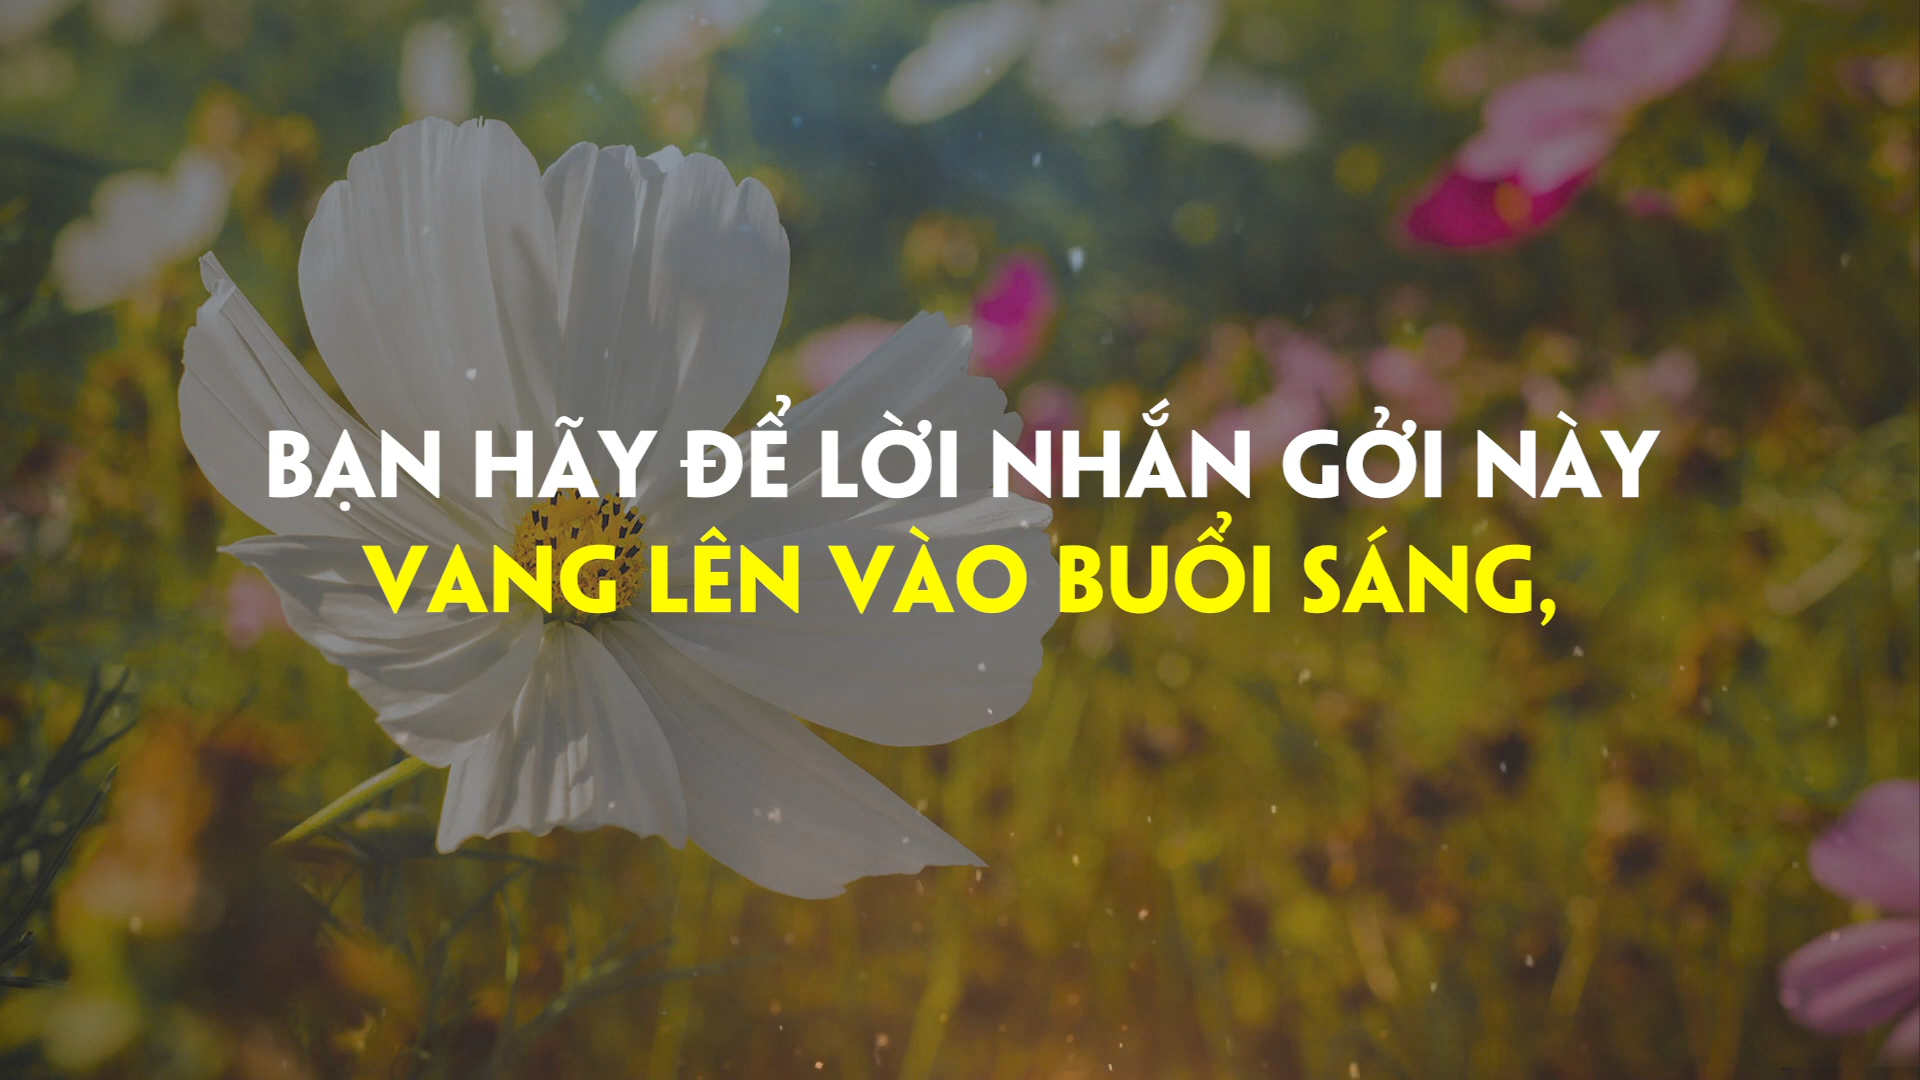 BẠN HÃY ĐỂ LỜI NHẮN GỞI NÀY
VANG LÊN VÀO BUỔI SÁNG,